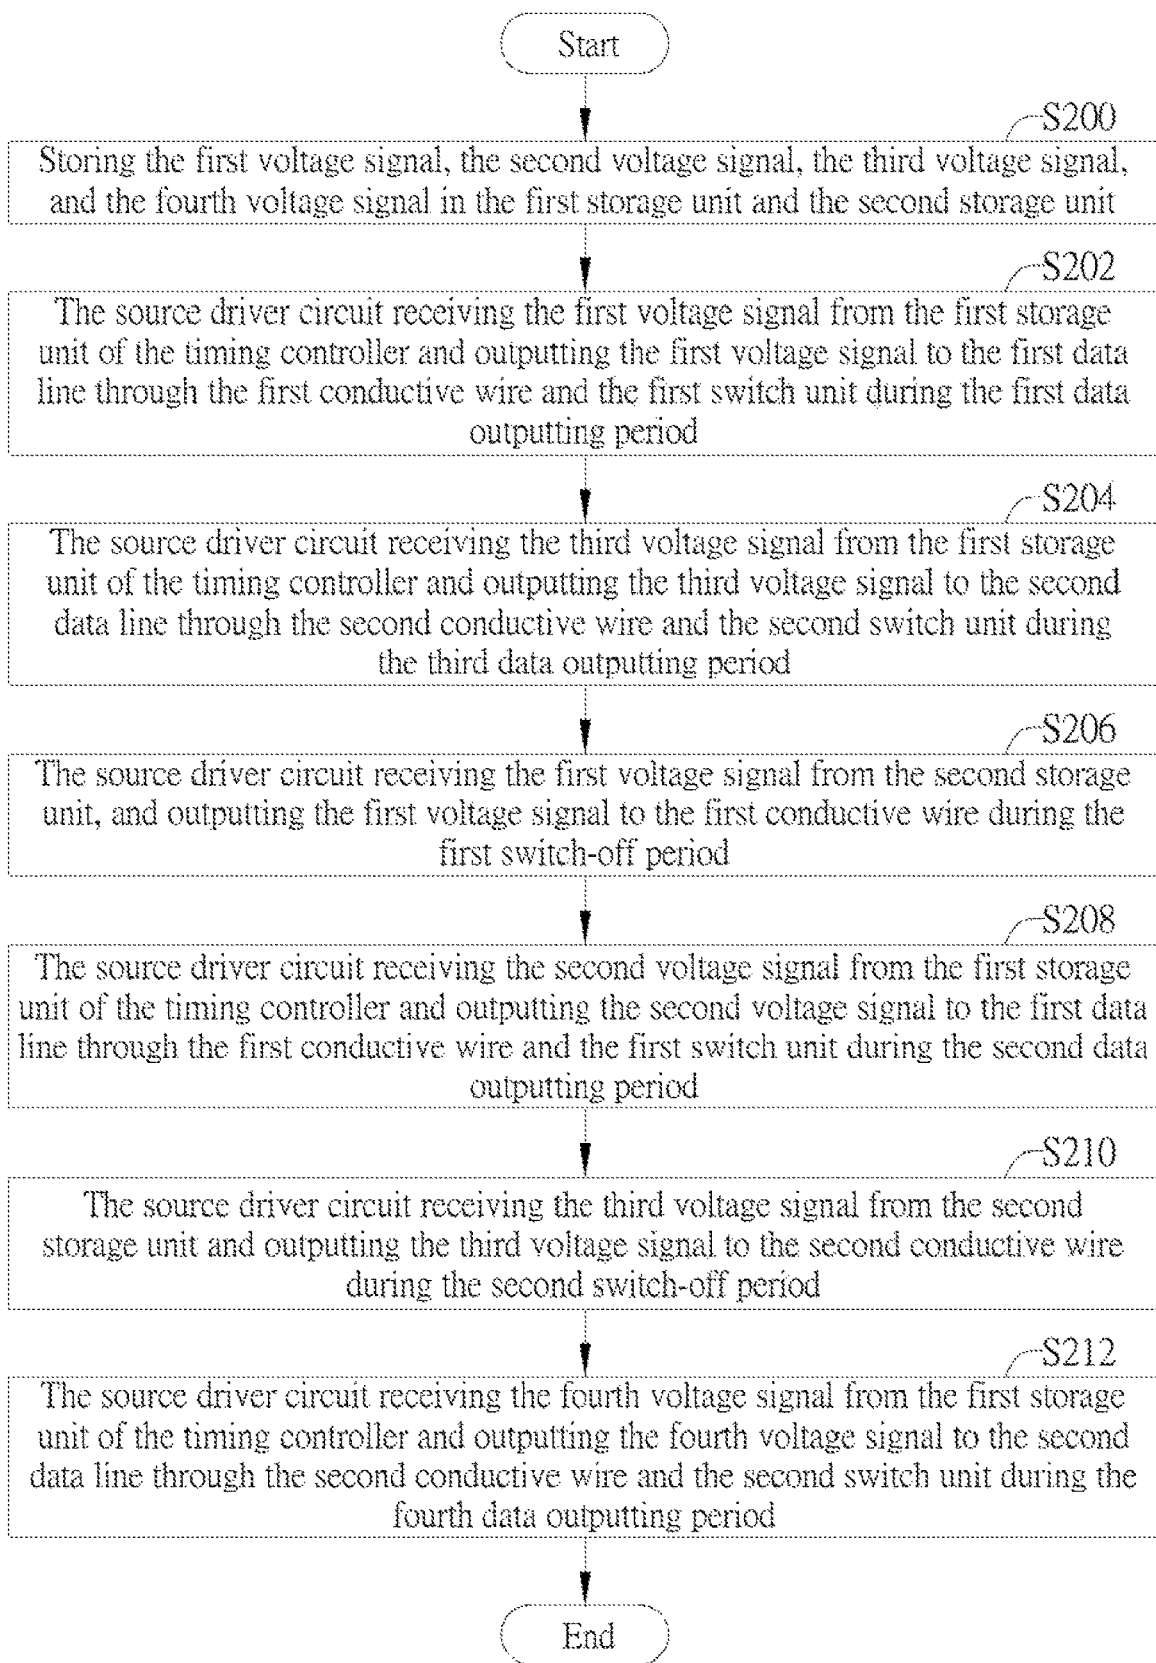 Start
S200
Storing the first voltage signal, the second voltage signal, the third voltage signal,
and the fourth voltage signal in the first storage unit and the second storage unit
S202
The source driver circuit receiving the first voltage signal from the first storage
unit of the timing controller and outputting the first voltage signal to the first data
line through the first conductive wire and the first switch unit during the first data
outputting period
S204
The source driver circuit receiving the third voltage signal from the first storage
unit of the timing controller and outputting the third voltage signal to the second
data line through the second conductive wire and the second switch unit during
the third data outputting period
S206
The source driver circuit receiving the first voltage signal from the second storage
unit, and outputting the first voltage signal to the first conductive wire during the
first switch-off period
S208
The source driver circuit receiving the second voltage signal from the first storage
unit of the timing controller and outputting the second voltage signal to the first data
line through the first conductive wire and the first switch unit during the second data
outputting period
S210
The source driver circuit receiving the third voltage signal from the second
storage unit and outputting the third voltage signal to the second conductive wire
during the second switch-off period
S212
The source driver circuit receiving the fourth voltage signal from the first storage
unit of the timing controller and outputting the fourth voltage signal to the second
data line through the second conductive wire and the second switch unit during the
fourth data outputting period
End